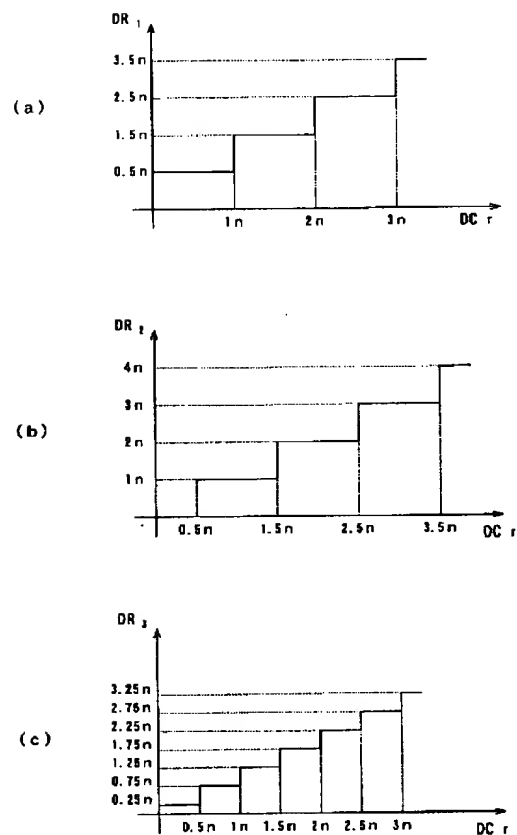 DR 1
3.5n
2.5n
(a)
1.5n
0.5n
1n 2n 3n DC r
DR 2
4n
3n
(b)
2n
1n
0.5n 1.5n 2.5n 3.5n DC r
DR 3
3.25n
2.75n
2.25n
(c)
1.75n
1.25n
0.75n
0.25n
0.5n 1n 1.5n 2n 2.5n 3n DC r